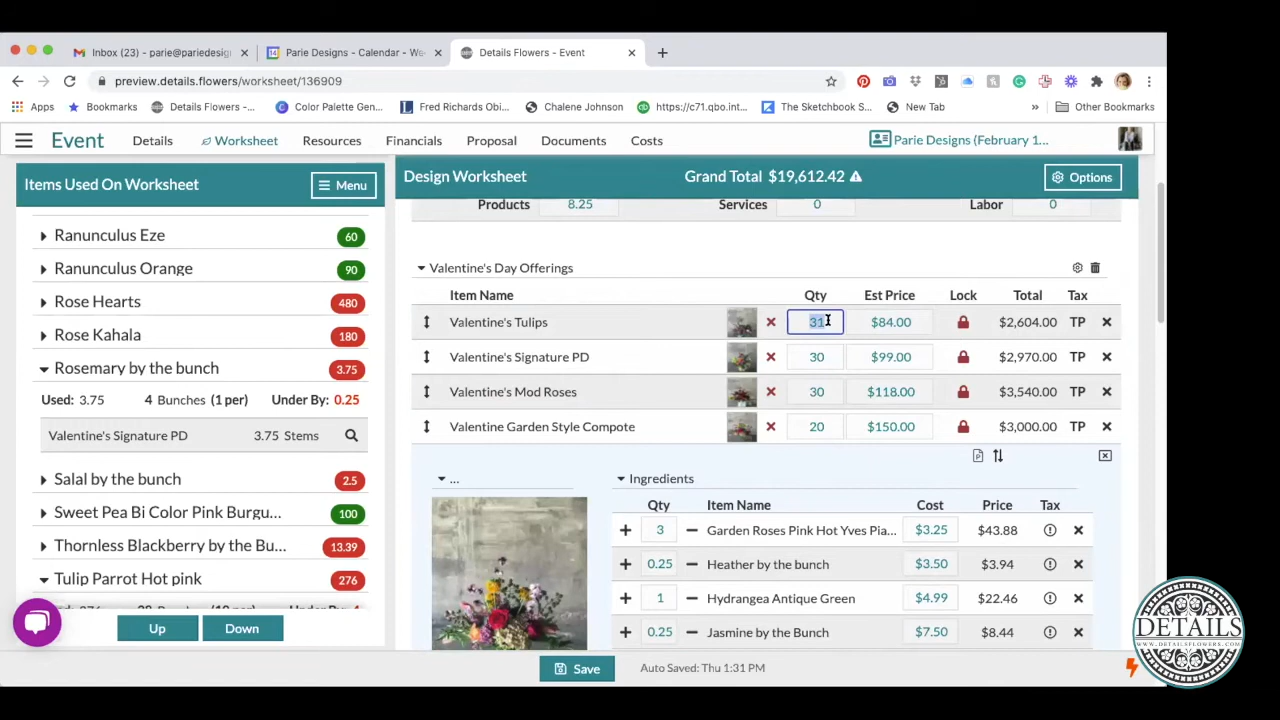 Inbox (23) - parie@pariedesig
Parie Designs - Calendar - We
Details Flowers - Event
preview.details.flowers/worksheet/136909
Apps
Bookmarks
Details Flowers -...
Color Palette Gen...
Fred Richards Obi...
Chalene Johnson
https://c71.qbo.int...
The Sketchbook S...
New Tab
»
Other Bookmarks
Event
Details
Worksheet
Resources
Financials
Proposal
Documents
Costs
Parie Designs (February 1...
Items Used On Worksheet
Menu
Ranunculus Eze 60
Ranunculus Orange 90
Rose Hearts 480
Rose Kahala 180
Rosemary by the bunch 3.75
Used: 3.75 4 Bunches (1 per) Under By: 0.25
Valentine's Signature PD 3.75 Stems
Salal by the bunch 2.5
Sweet Pea Bi Color Pink Burgu... 100
Thornless Blackberry by the Bu... 13.39
Tulip Parrot Hot pink 276
Up
Down
Design Worksheet
Grand Total $19,612.42
Options
Products 8.25 Services 0 Labor 0
Valentine's Day Offerings
Item Name Qty Est Price Lock Total Tax
Valentine's Tulips 31 $84.00 $2,604.00 TP
Valentine's Signature PD 30 $99.00 $2,970.00 TP
Valentine's Mod Roses 30 $118.00 $3,540.00 TP
Valentine Garden Style Compote 20 $150.00 $3,000.00 TP
...
Ingredients
Qty Item Name Cost Price Tax
3 Garden Roses Pink Hot Yves Pia... $3.25 $43.88
0.25 Heather by the bunch $3.50 $3.94
1 Hydrangea Antique Green $4.99 $22.46
0.25 Jasmine by the Bunch $7.50 $8.44
Save
Auto Saved: Thu 1:31 PM
DETAILS
WWW.DETAILSFLOWERS.COM